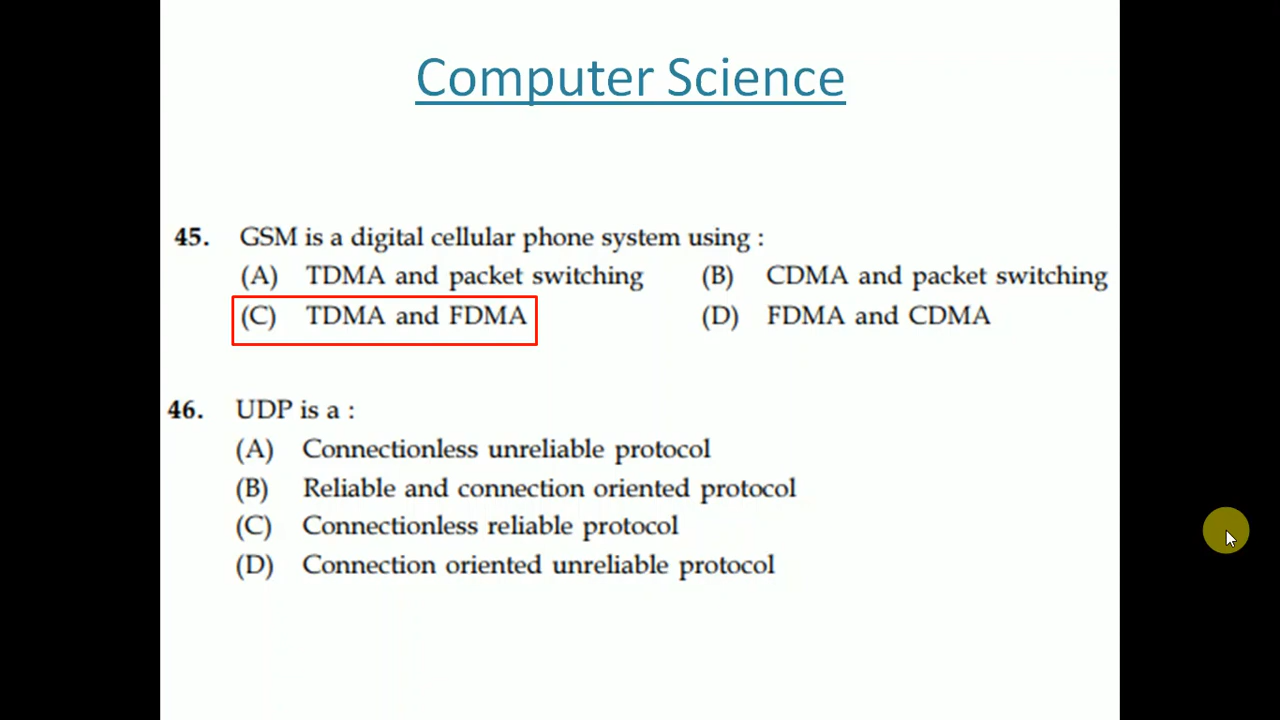 Computer Science
45. GSM is a digital cellular phone system using :
(A) TDMA and packet switching (B) CDMA and packet switching
(C) TDMA and FDMA (D) FDMA and CDMA
46. UDP is a :
(A) Connectionless unreliable protocol
(B) Reliable and connection oriented protocol
(C) Connectionless reliable protocol
(D) Connection oriented unreliable protocol